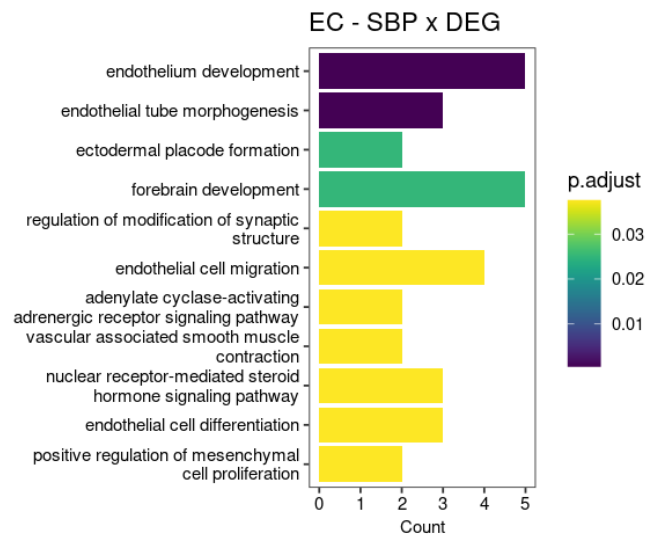 EC - SBP x DEG
endothelium development
endothelial tube morphogenesis
ectodermal placode formation
forebrain development
regulation of modification of synaptic
structure
endothelial cell migration
adenylate cyclase-activating
adrenergic receptor signaling pathway
vascular associated smooth muscle
contraction
nuclear receptor-mediated steroid
hormone signaling pathway
endothelial cell differentiation
positive regulation of mesenchymal
cell proliferation
0 1 2 3 4 5
Count
p.adjust
0.03
0.02
0.01